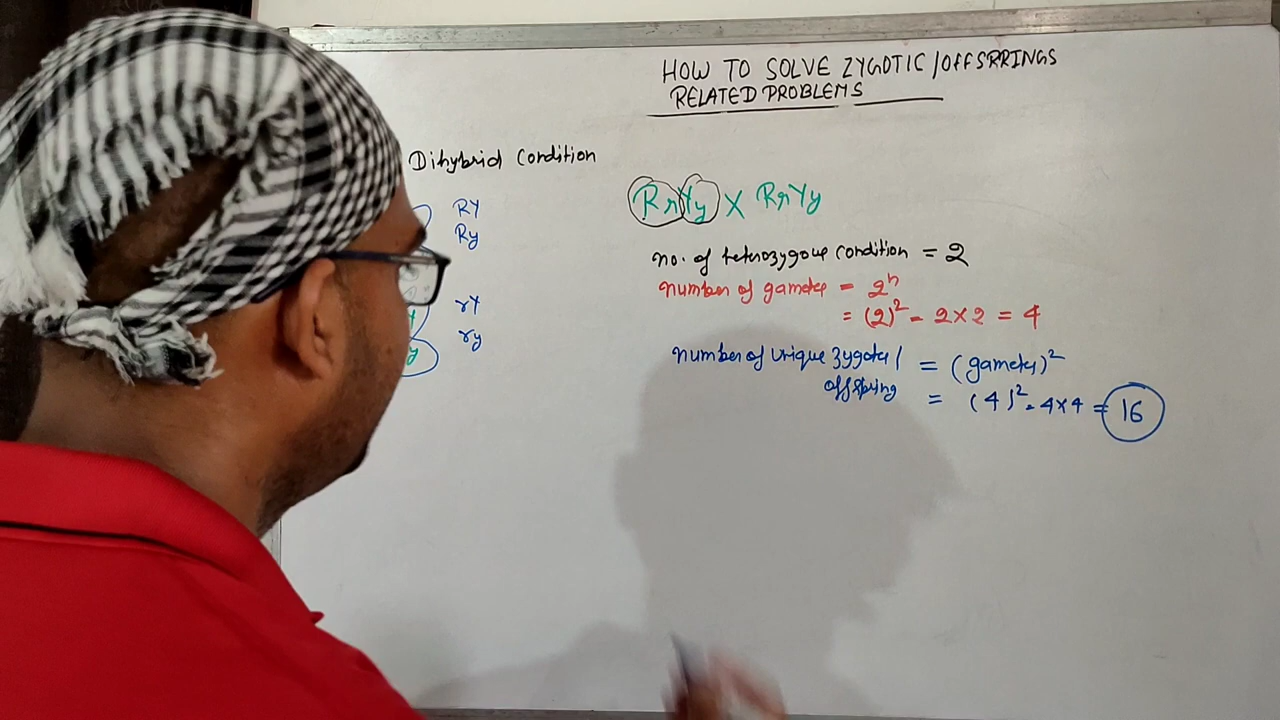 HOW TO SOLVE ZYGOTIC/OFFSRRINGS
RELATED PROBLEMS
Dihybrid Condition
RY
Ry
rY
ry
RrYy X RrYy
no. of heterozygous condition = 2
number of gametes = 2ⁿ
= (2)² = 2×2 = 4
number of unique zygotes/ = (gametes)²
offspring = (4)² = 4×4 = 16